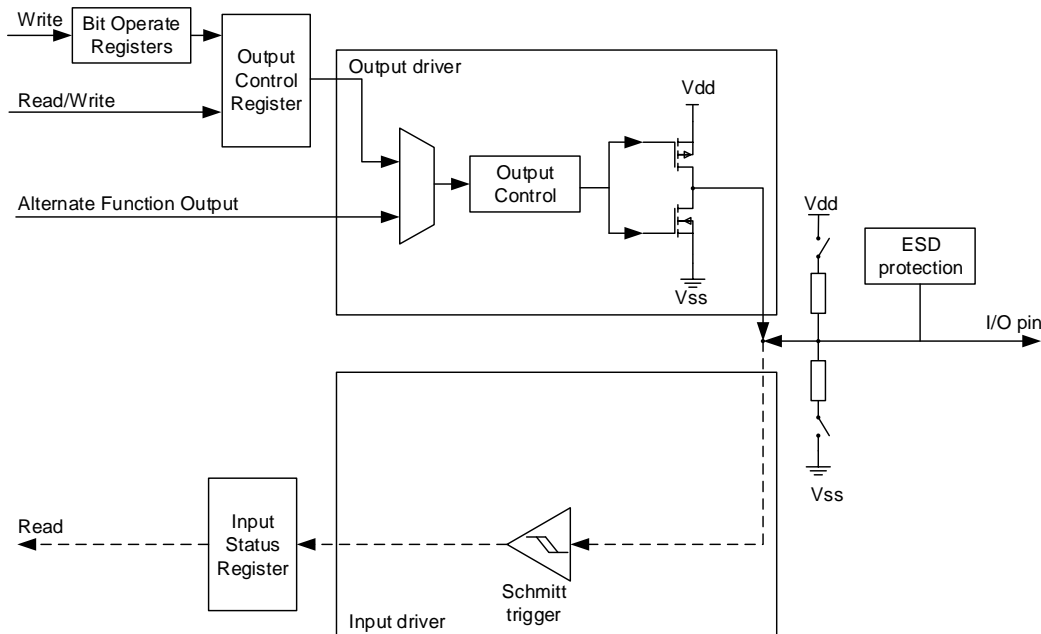 Write
Bit Operate
Registers
Output
Control
Register
Read/Write
Alternate Function Output
Output driver
Vdd
Output
Control
Vss
Vdd
ESD
protection
I/O pin
Vss
Read
Input
Status
Register
Schmitt
trigger
Input driver